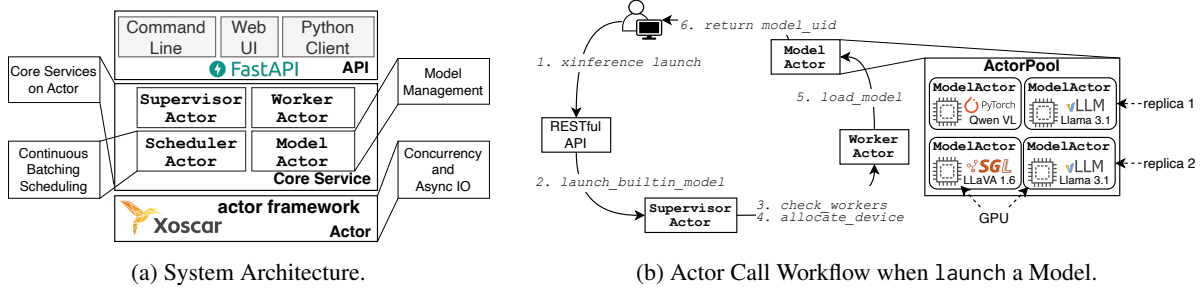 Command
Line
Web
UI
Python
Client
FastAPI
API
Core Services
on Actor
Model
Management
Supervisor
Actor
Worker
Actor
Scheduler
Actor
Model
Actor
Core Service
Continuous
Batching
Scheduling
Concurrency
and
Async IO
actor framework
Xoscar
Actor
(a) System Architecture.
6. return model_uid
1. xinference launch
Model
Actor
5. load_model
RESTful
API
Worker
Actor
2. launch_builtin_model
Supervisor
Actor
3. check_workers
4. allocate_device
ActorPool
ModelActor
PyTorch
Qwen VL
ModelActor
vLLM
Llama 3.1
replica 1
ModelActor
SGL
LLaVA 1.6
ModelActor
vLLM
Llama 3.1
replica 2
GPU
(b) Actor Call Workflow when launch a Model.